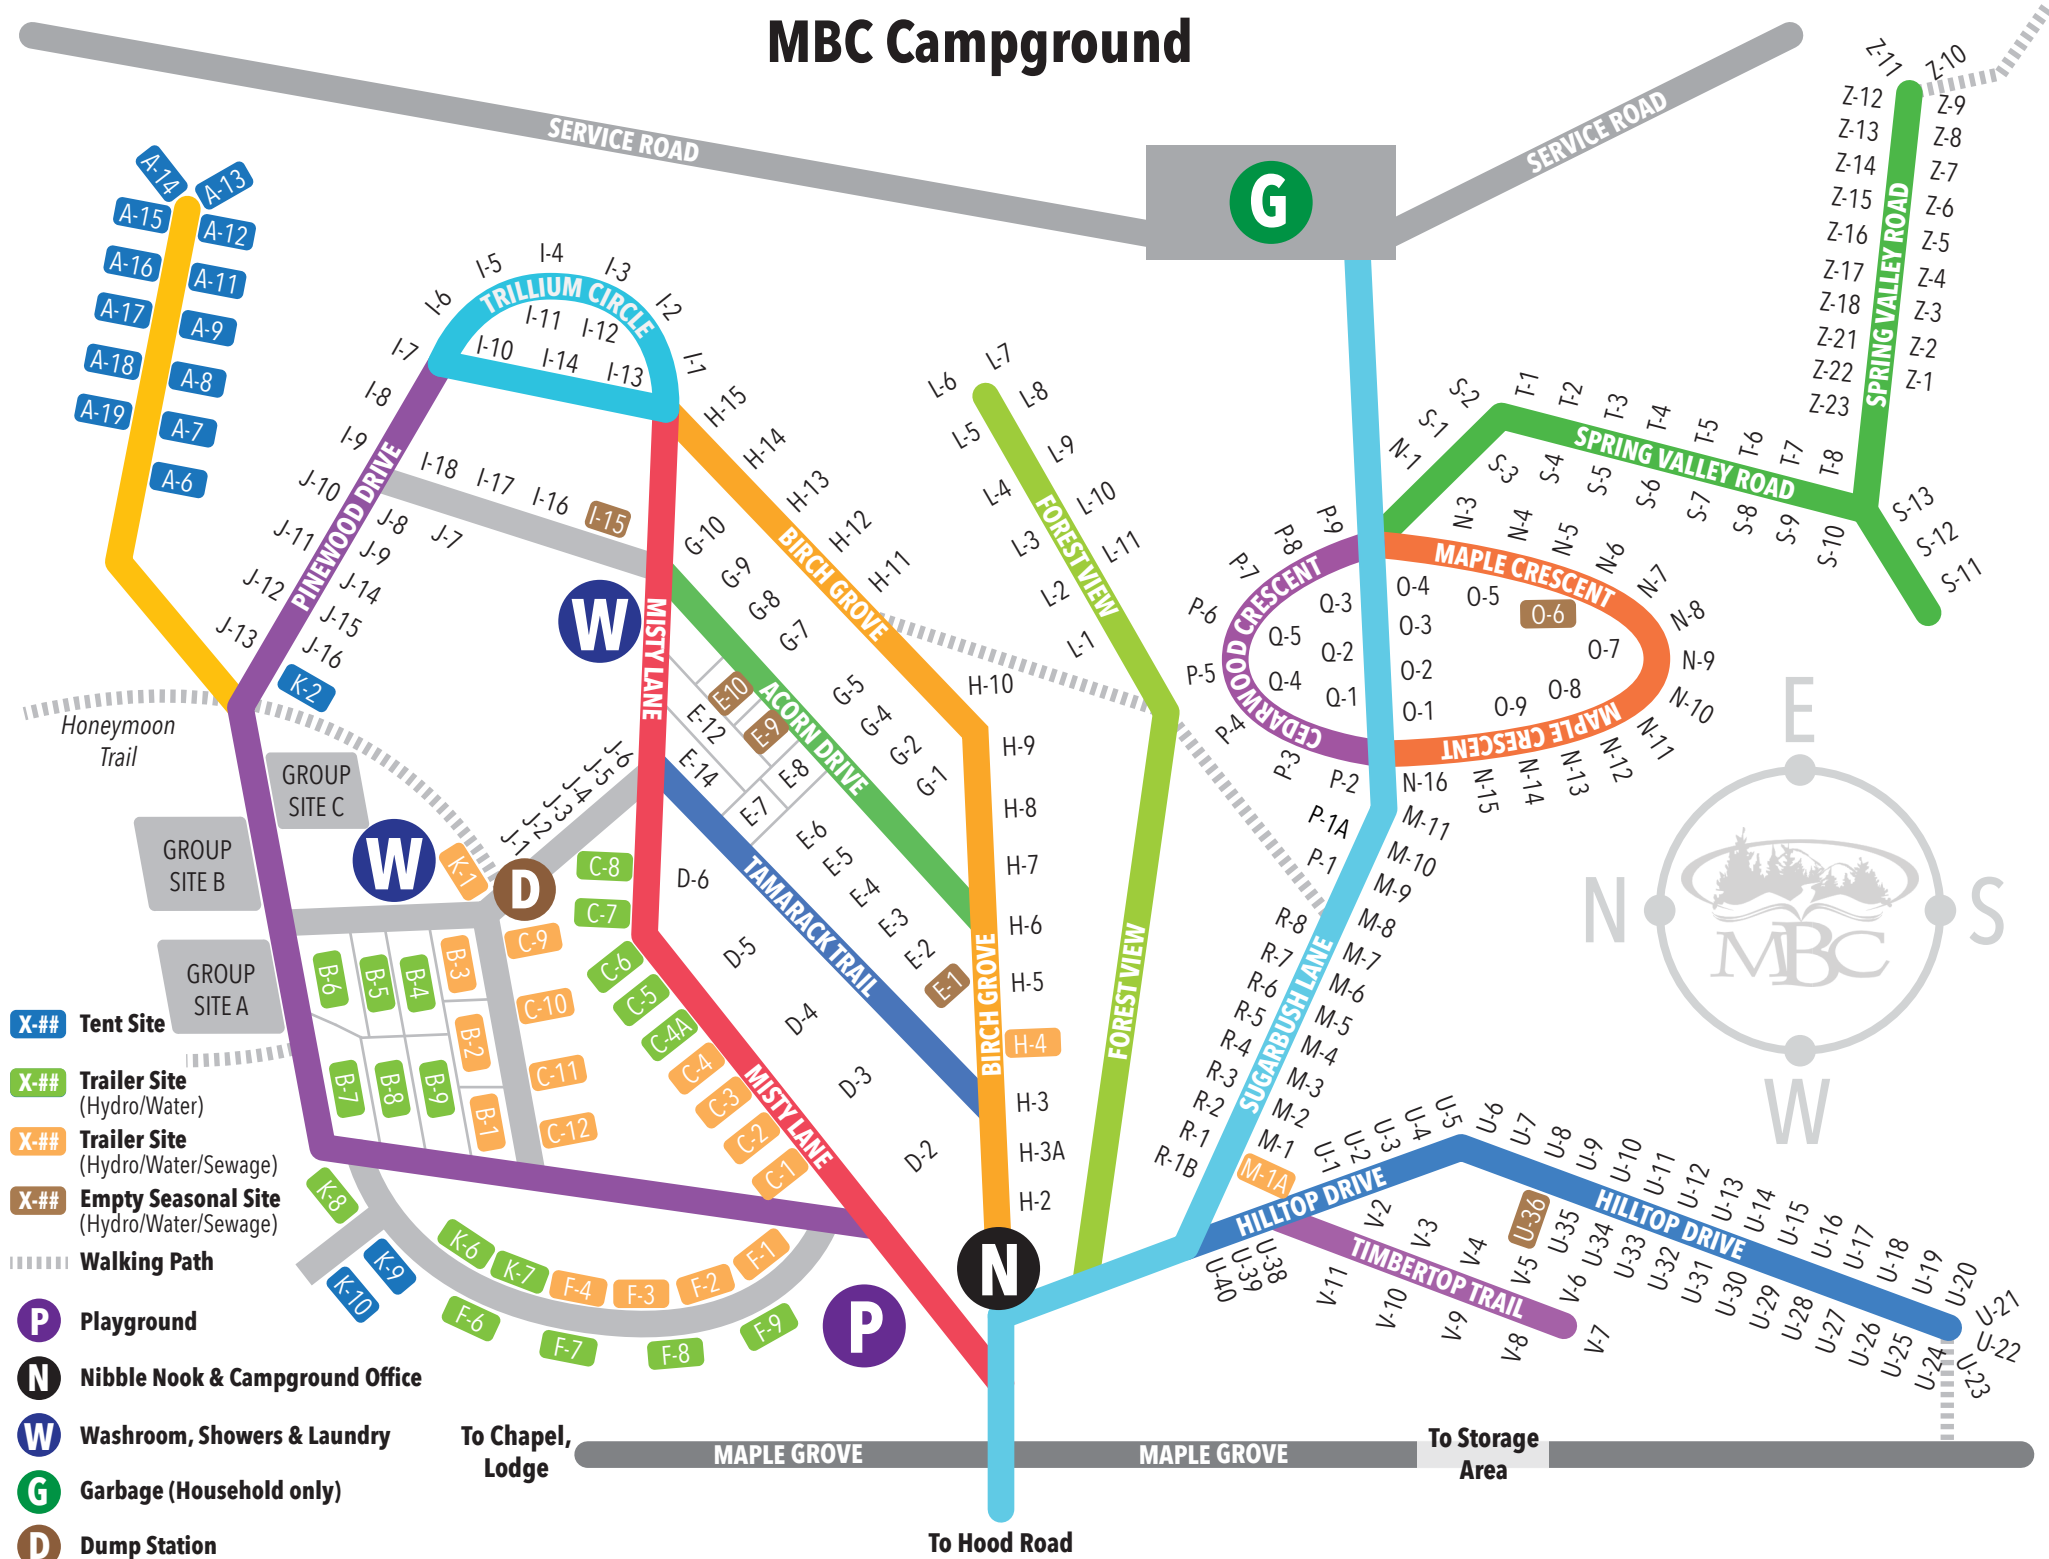 MBC Campground
SERVICE ROAD
SERVICE ROAD
G
A-14
A-13
A-15
A-12
A-16
A-11
A-17
A-9
A-18
A-8
A-19
A-7
A-6
I-5
I-4
I-3
I-6
I-2
TRILLIUM CIRCLE
I-11
I-12
I-7
I-10
I-14
I-13
I-1
I-8
I-9
I-18
I-17
I-16
I-15
PINEWOOD DRIVE
J-10
J-8
J-7
J-11
J-9
J-12
J-14
J-15
J-13
J-16
K-2
Honeymoon
Trail
GROUP
SITE C
GROUP
SITE B
GROUP
SITE A
W
W
MISTY LANE
J-6
J-5
J-4
J-3
J-2
J-1
K-1
D
H-15
H-14
H-13
H-12
H-11
H-10
BIRCH GROVE
G-10
G-9
G-8
G-7
G-5
G-4
G-2
G-1
E-10
E-9
ACORN DRIVE
E-12
E-14
E-8
E-7
E-6
E-5
E-4
E-3
E-2
E-1
TAMARACK TRAIL
H-9
H-8
H-7
H-6
H-5
H-4
H-3
H-3A
H-2
BIRCH GROVE
D-6
D-5
D-4
D-3
D-2
C-8
C-7
C-6
C-5
C-4A
C-4
C-3
C-2
C-1
MISTY LANE
C-9
C-10
C-11
C-12
B-6
B-5
B-4
B-3
B-2
B-7
B-8
B-9
B-1
K-8
K-9
K-10
K-6
K-7
F-4
F-3
F-2
F-1
F-6
F-7
F-8
F-9
P
N
L-7
L-6
L-8
L-5
L-9
L-4
L-10
L-3
L-11
L-2
L-1
FOREST VIEW
FOREST VIEW
Z-11
Z-10
Z-12
Z-9
Z-13
Z-8
Z-14
Z-7
Z-15
Z-6
Z-16
Z-5
Z-17
Z-4
Z-18
Z-3
Z-21
Z-2
Z-22
Z-1
Z-23
SPRING VALLEY ROAD
S-2
S-1
N-1
T-1
T-2
T-3
T-4
T-5
T-6
T-7
T-8
SPRING VALLEY ROAD
S-3
S-4
S-5
S-6
S-7
S-8
S-9
S-10
S-13
S-12
S-11
P-9
P-8
P-7
P-6
P-5
P-4
P-3
P-2
P-1A
P-1
CEDARWOOD CRESCENT
Q-3
Q-5
Q-2
Q-4
Q-1
N-3
N-4
N-5
N-6
N-7
N-8
N-9
N-10
N-11
N-12
N-13
N-14
N-15
N-16
MAPLE CRESCENT
MAPLE CRESCENT
O-4
O-5
O-6
O-3
O-7
O-2
O-8
O-1
O-9
M-11
M-10
M-9
M-8
M-7
M-6
M-5
M-4
M-3
M-2
M-1
M-1A
R-8
R-7
R-6
R-5
R-4
R-3
R-2
R-1
R-1B
SUGARBUSH LANE
U-1
U-2
U-3
U-4
U-5
U-6
U-7
U-8
U-9
U-10
U-11
U-12
U-13
U-14
U-15
U-16
U-17
U-18
U-19
U-20
U-21
U-22
U-23
U-24
U-25
U-26
U-27
U-28
U-29
U-30
U-31
U-32
U-33
U-34
U-35
U-36
U-38
U-39
U-40
HILLTOP DRIVE
HILLTOP DRIVE
V-2
V-3
V-4
V-5
V-6
V-7
V-8
V-9
V-10
V-11
TIMBERTOP TRAIL
E
N
S
W
MBC
X-## Tent Site
X-## Trailer Site
(Hydro/Water)
X-## Trailer Site
(Hydro/Water/Sewage)
X-## Empty Seasonal Site
(Hydro/Water/Sewage)
Walking Path
P Playground
N Nibble Nook & Campground Office
W Washroom, Showers & Laundry
G Garbage (Household only)
D Dump Station
To Chapel,
Lodge
MAPLE GROVE
MAPLE GROVE
To Storage
Area
To Hood Road